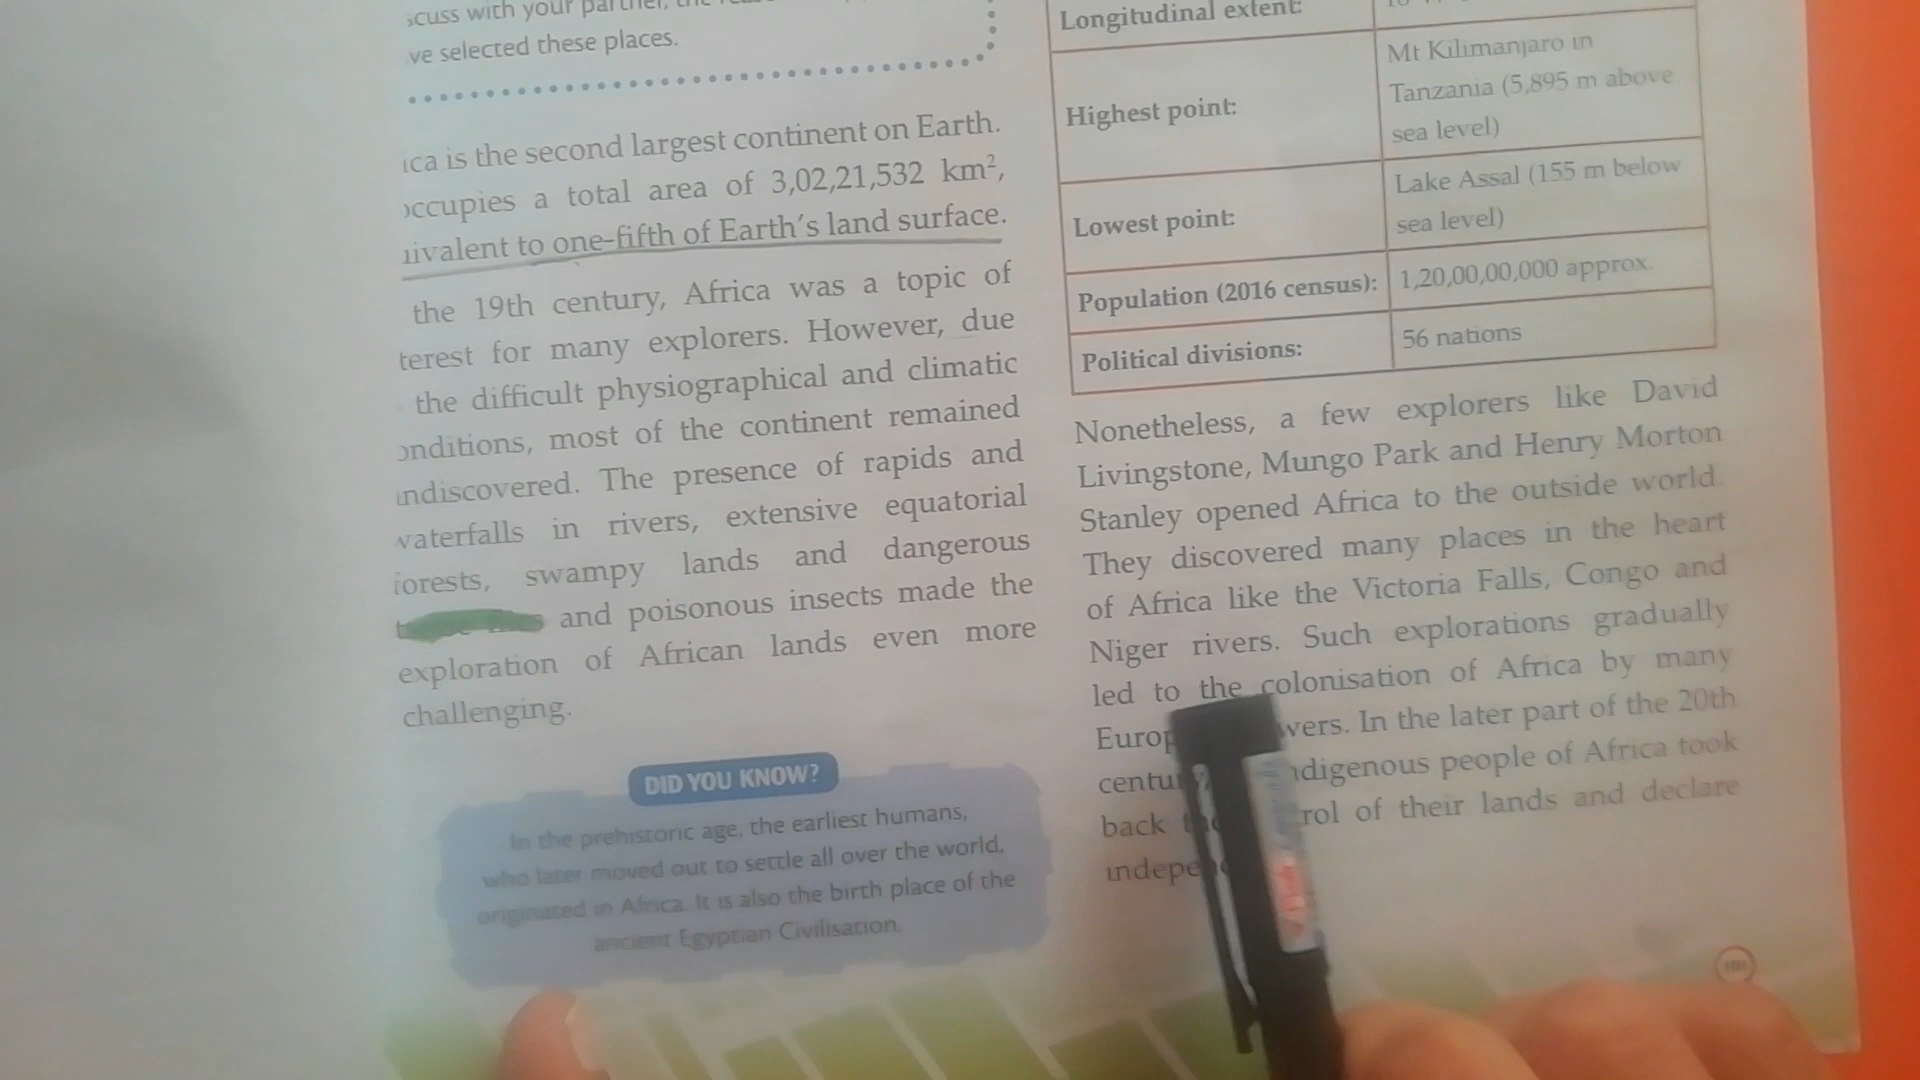 scuss with your partner, the
ve selected these places.
ica is the second largest continent on Earth.
occupies a total area of 3,02,21,532 km²,
uivalent to one-fifth of Earth's land surface.
the 19th century, Africa was a topic of
terest for many explorers. However, due
the difficult physiographical and climatic
onditions, most of the continent remained
undiscovered. The presence of rapids and
waterfalls in rivers, extensive equatorial
forests, swampy lands and dangerous
and poisonous insects made the
exploration of African lands even more
challenging.
DID YOU KNOW?
In the prehistoric age, the earliest humans,
who later moved out to settle all over the world,
originated in Africa. It is also the birth place of the
ancient Egyptian Civilisation.
Longitudinal extent:
Highest point:
Mt Kilimanjaro in
Tanzania (5,895 m above
sea level)
Lowest point:
Lake Assal (155 m below
sea level)
Population (2016 census): 1,20,00,00,000 approx.
Political divisions: 56 nations
Nonetheless, a few explorers like David
Livingstone, Mungo Park and Henry Morton
Stanley opened Africa to the outside world.
They discovered many places in the heart
of Africa like the Victoria Falls, Congo and
Niger rivers. Such explorations gradually
led to the colonisation of Africa by many
Europ wers. In the later part of the 20th
centu ndigenous people of Africa took
back rol of their lands and declare
indepe